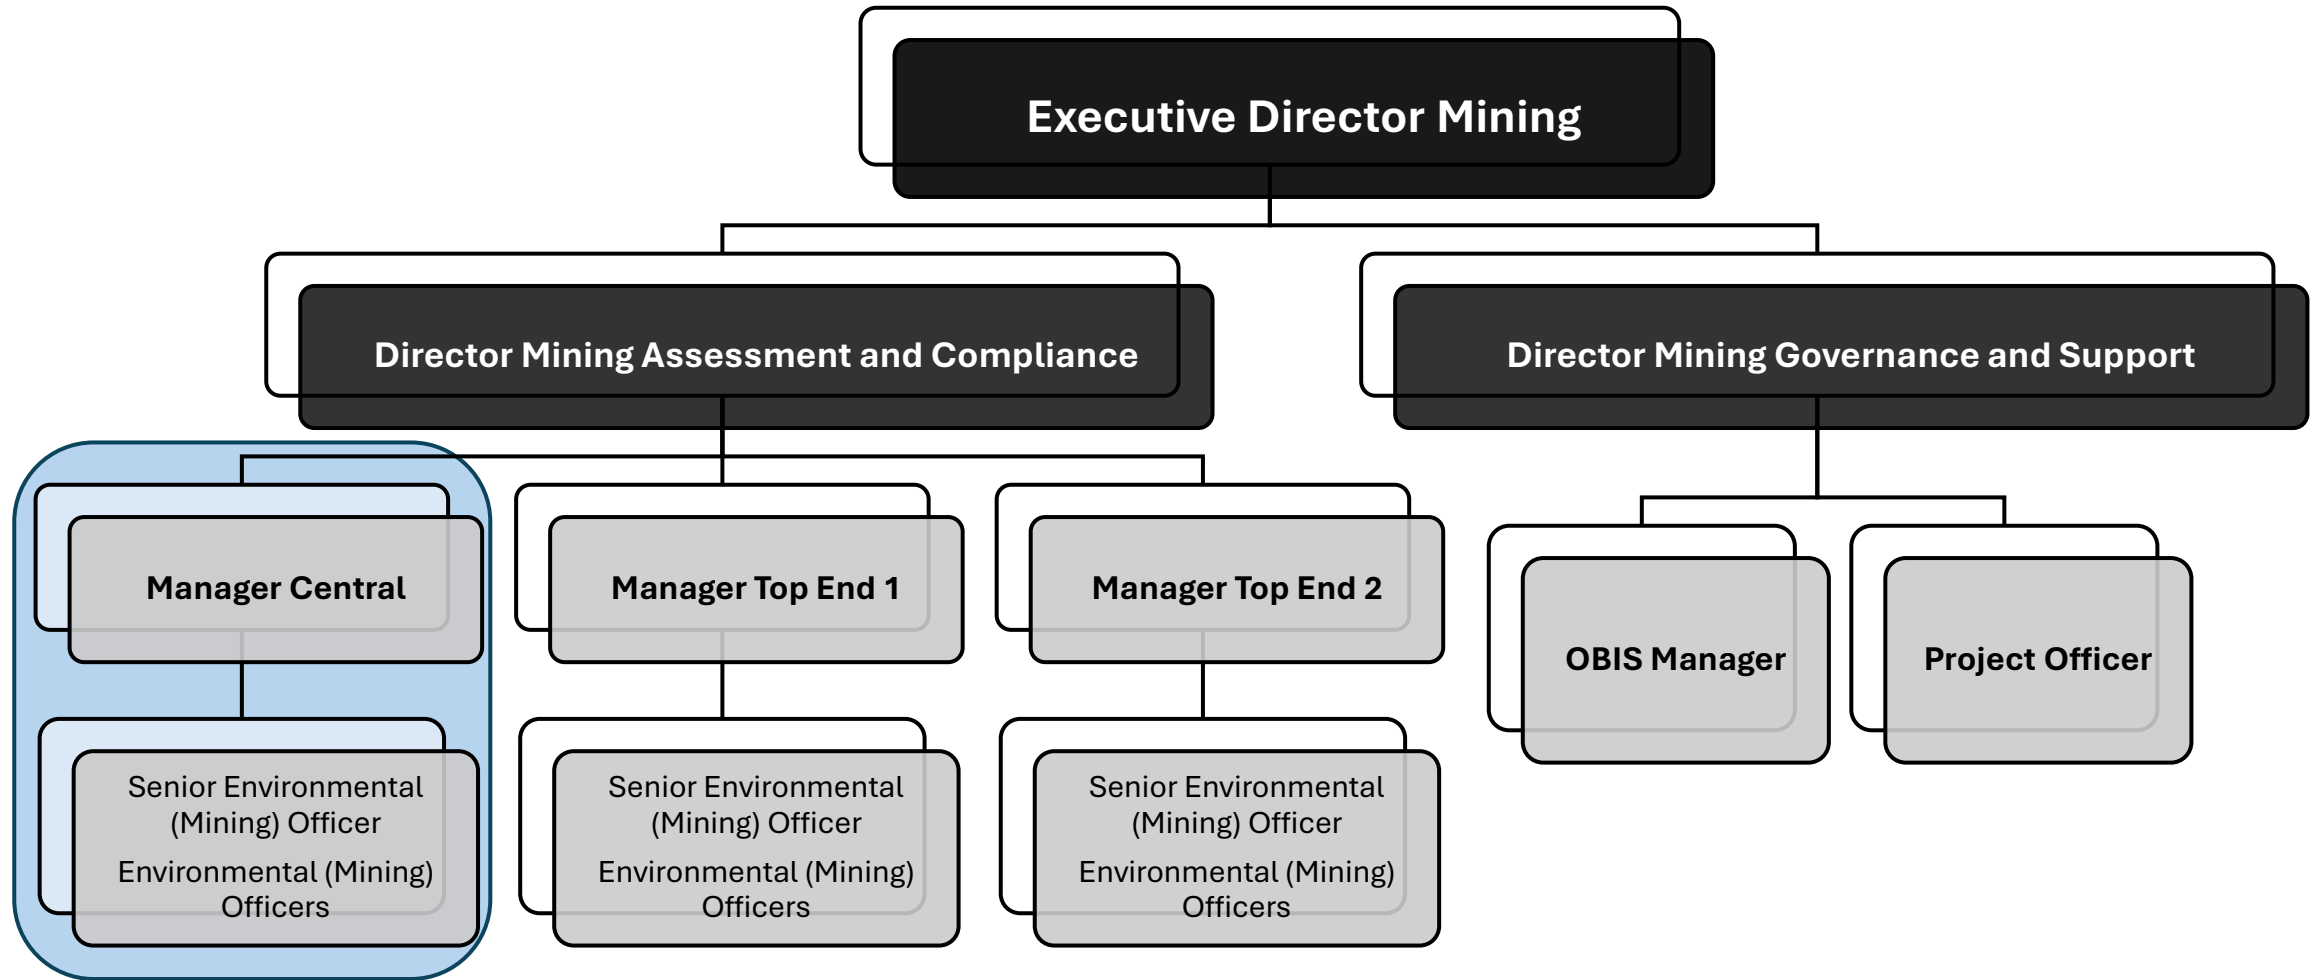 Executive Director Mining
Director Mining Assessment and Compliance
Director Mining Governance and Support
Manager Central
Manager Top End 1
Manager Top End 2
OBIS Manager
Project Officer
Senior Environmental
(Mining) Officer
Environmental (Mining)
Officers
Senior Environmental
(Mining) Officer
Environmental (Mining)
Officers
Senior Environmental
(Mining) Officer
Environmental (Mining)
Officers